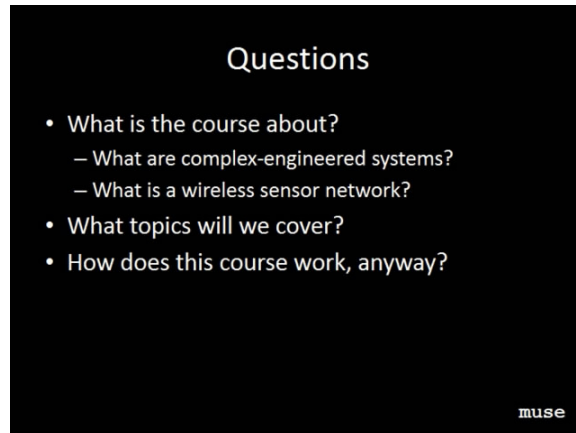 Questions
• What is the course about?
– What are complex-engineered systems?
– What is a wireless sensor network?
• What topics will we cover?
• How does this course work, anyway?
muse